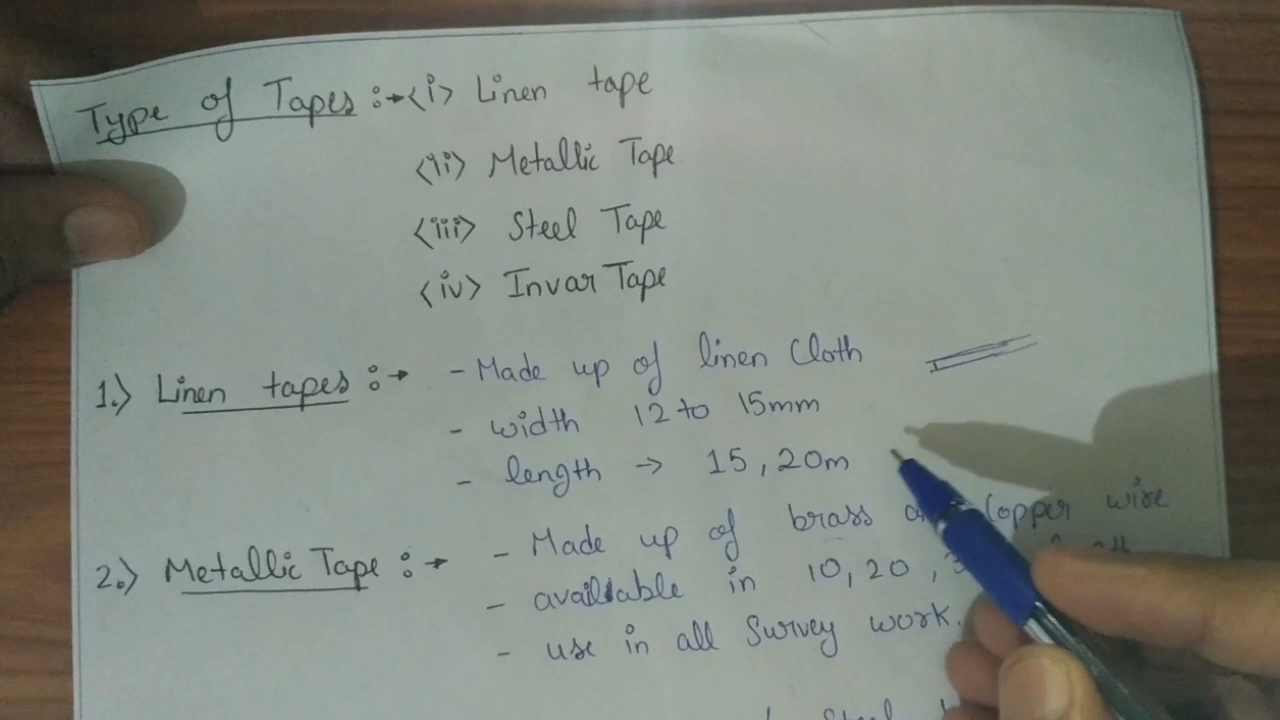 Type of Tapes :→ <i> Linen tape
<ii> Metallic Tape
<iii> Steel Tape
<iv> Invar Tape
1.) Linen tapes :→ - Made up of linen Cloth
- width 12 to 15mm
- length → 15, 20m
2.) Metallic Tape :→ - Made up of brass Copper wire
- available in 10, 20,
- use in all Survey work.
Steel